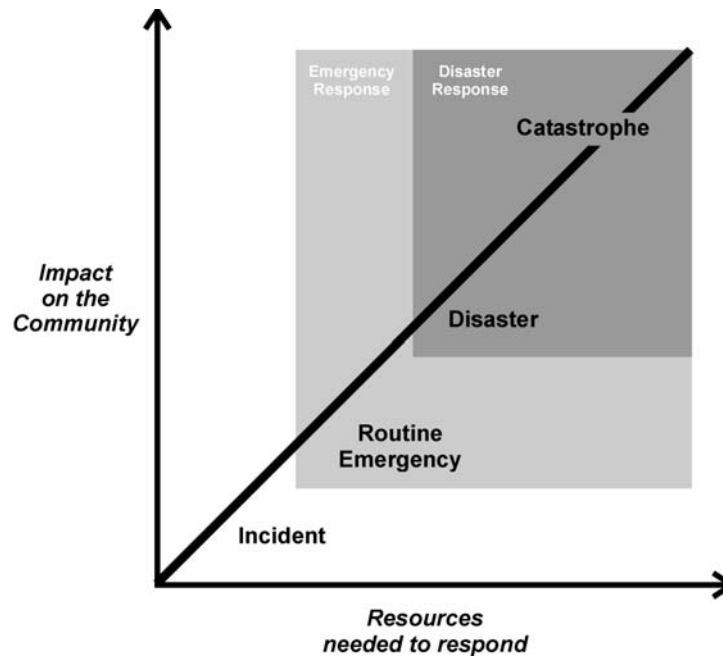 Emergency
Response
Disaster
Response
Catastrophe
Impact
on the
Community
Disaster
Routine
Emergency
Incident
Resources
needed to respond